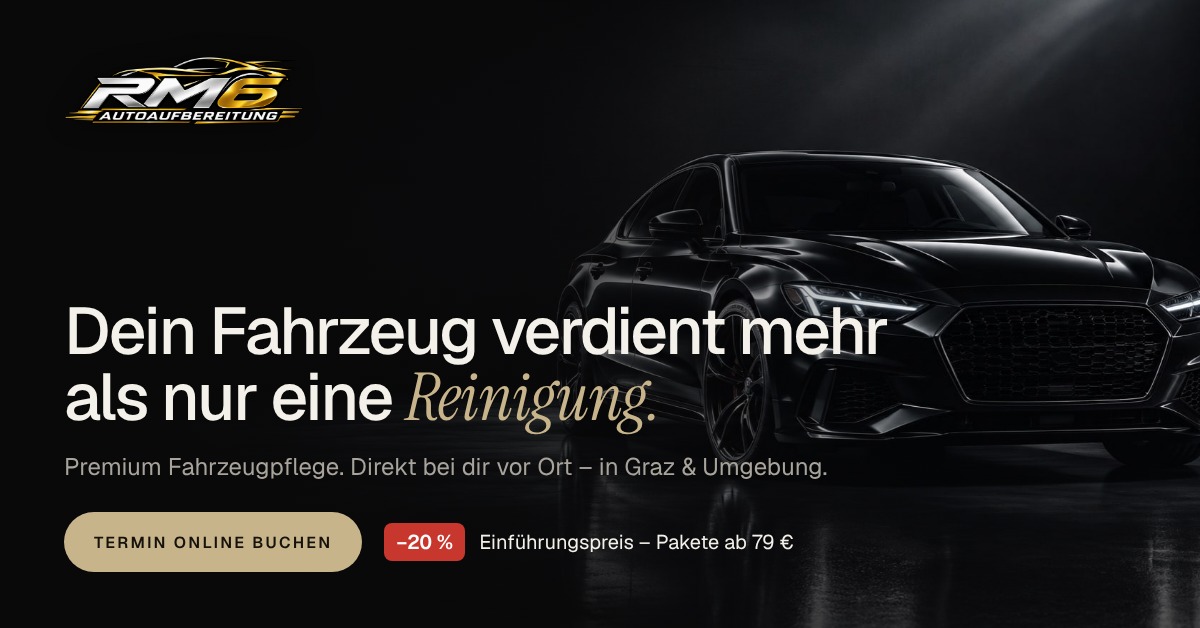 RM6
AUTOAUFBEREITUNG
Dein Fahrzeug verdient mehr
als nur eine Reinigung.
Premium Fahrzeugpflege. Direkt bei dir vor Ort – in Graz & Umgebung.
TERMIN ONLINE BUCHEN
–20 %
Einführungspreis – Pakete ab 79 €